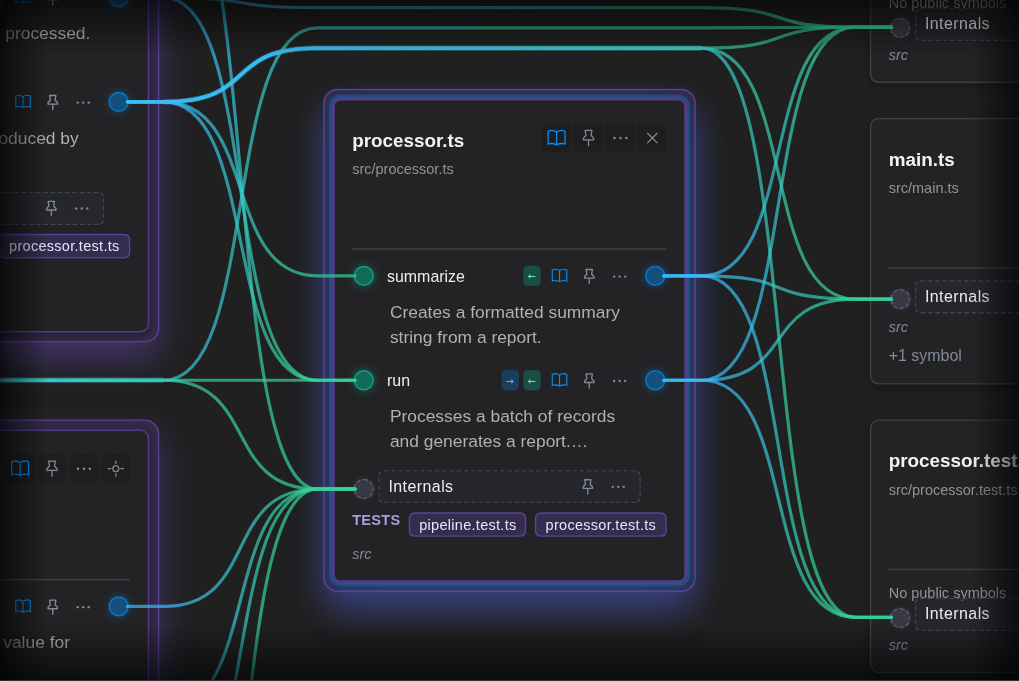 processed.
oduced by
processor.test.ts
value for
processor.ts
src/processor.ts
summarize
Creates a formatted summary
string from a report.
run
Processes a batch of records
and generates a report.…
Internals
TESTS pipeline.test.ts processor.test.ts
src
No public symbols
Internals
src
main.ts
src/main.ts
Internals
src
+1 symbol
processor.test
src/processor.test.ts
No public symbols
Internals
src